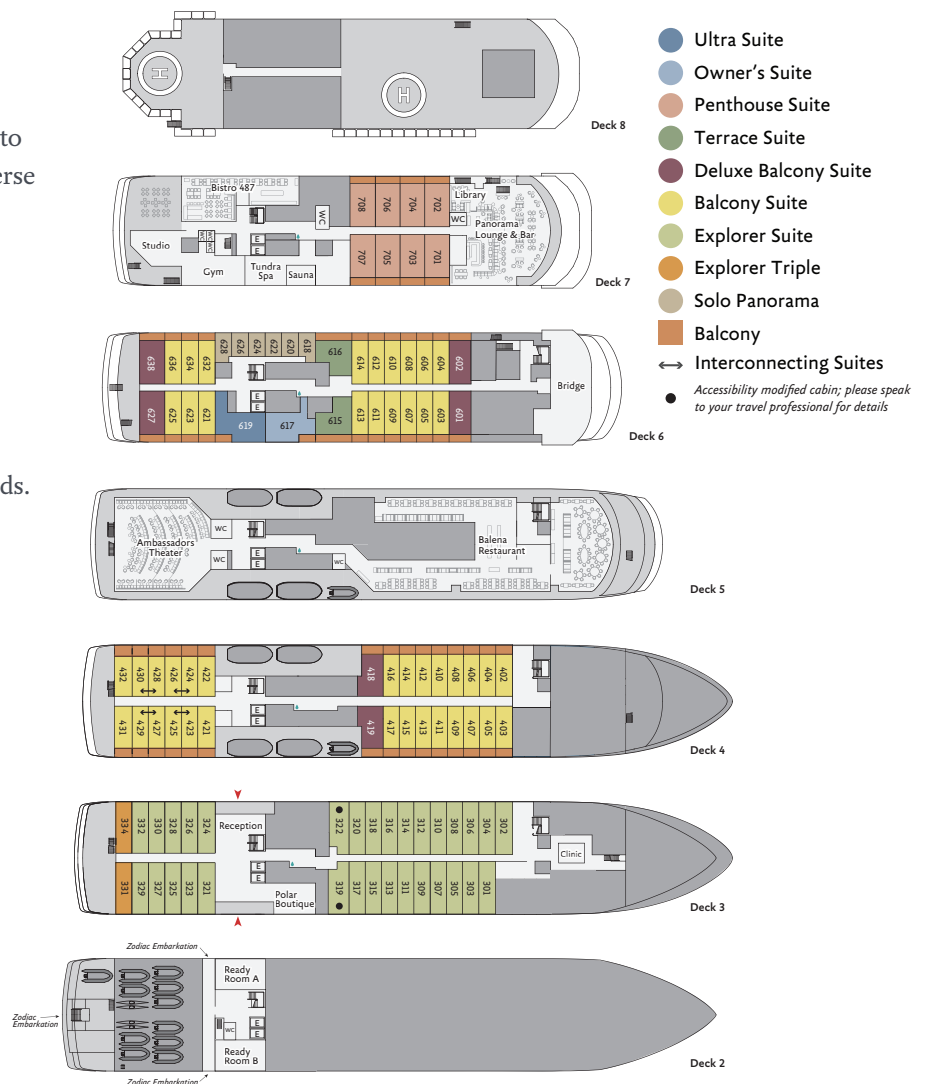 to
erse
ds.
H
H
Deck 8
Ultra Suite
Owner's Suite
Penthouse Suite
Terrace Suite
Deluxe Balcony Suite
Balcony Suite
Explorer Suite
Explorer Triple
Solo Panorama
Balcony
Interconnecting Suites
Accessibility modified cabin; please speak
to your travel professional for details
Bistro 487
WC
708 706 704 702
Library
WC
Panorama
Lounge & Bar
Studio
WC
WC
WC
E
E
Gym
Tundra
Spa
Sauna
707 705 703 701
Deck 7
638 636 634 632 628 626 624 622 620 618 616 614 612 610 608 606 604 602
E
E
Bridge
627 625 623 621 619 617 615 613 611 609 607 605 603 601
Deck 6
Ambassadors
Theater
WC
WC
E
E
WC
Balena
Restaurant
Deck 5
432 430 428 426 424 422 418 416 414 412 410 408 406 404 402
E
E
431 429 427 425 423 421 419 417 415 413 411 409 407 405 403
Deck 4
334 332 330 328 326 324
Reception
322 320 318 316 314 312 310 308 306 304 302
E
E
Clinic
331 329 327 325 323 321
Polar
Boutique
319 317 315 313 311 309 307 305 303 301
Deck 3
Zodiac Embarkation
Ready
Room A
Zodiac
Embarkation
WC
E
E
Ready
Room B
Deck 2
Zodiac Embarkation